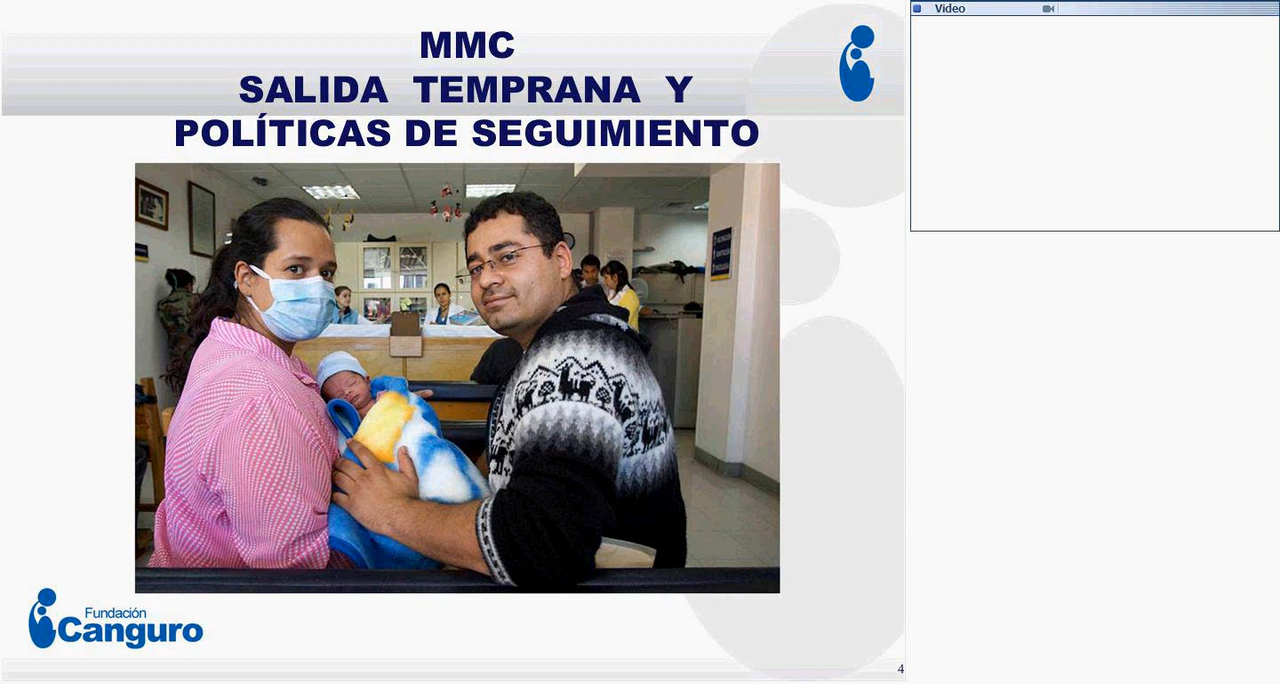 MMC
SALIDA TEMPRANA Y
POLÍTICAS DE SEGUIMIENTO
Fundación
Canguro
4
Video